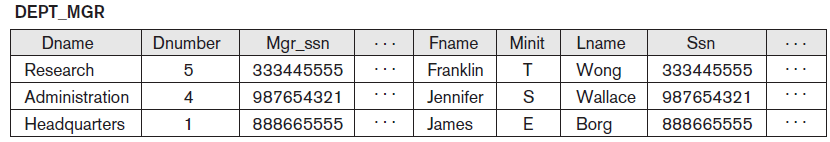 DEPT_MGR
Dname Dnumber Mgr_ssn ... Fname Minit Lname Ssn ...
Research 5 333445555 ... Franklin T Wong 333445555 ...
Administration 4 987654321 ... Jennifer S Wallace 987654321 ...
Headquarters 1 888665555 ... James E Borg 888665555 ...